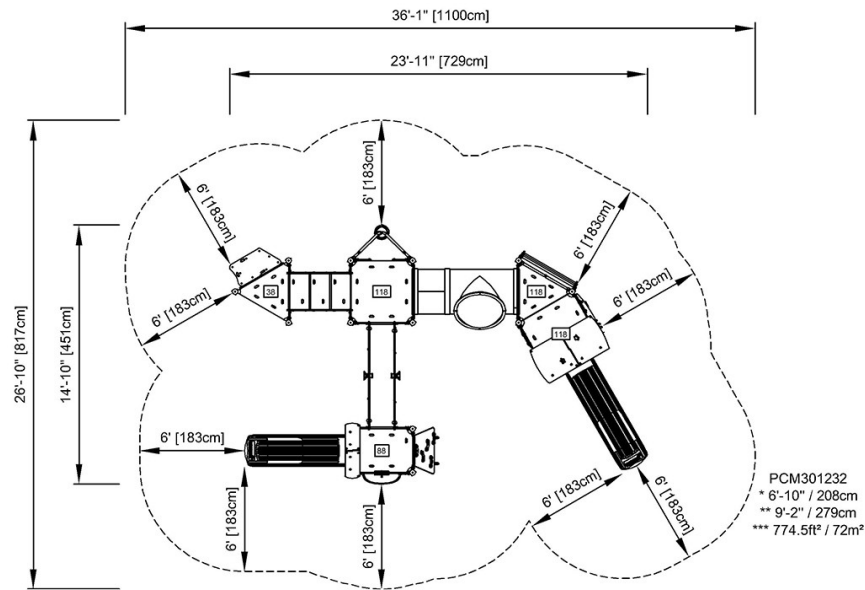 36'-1" [1100cm]
23'-11" [729cm]
26'-10" [817cm]
14'-10" [451cm]
6' [183cm]
6' [183cm]
6' [183cm]
6' [183cm]
6' [183cm]
38
118
118
118
88
6' [183cm]
6' [183cm]
6' [183cm]
6' [183cm]
6' [183cm]
PCM301232
* 6'-10" / 208cm
** 9'-2" / 279cm
*** 774.5ft² / 72m²